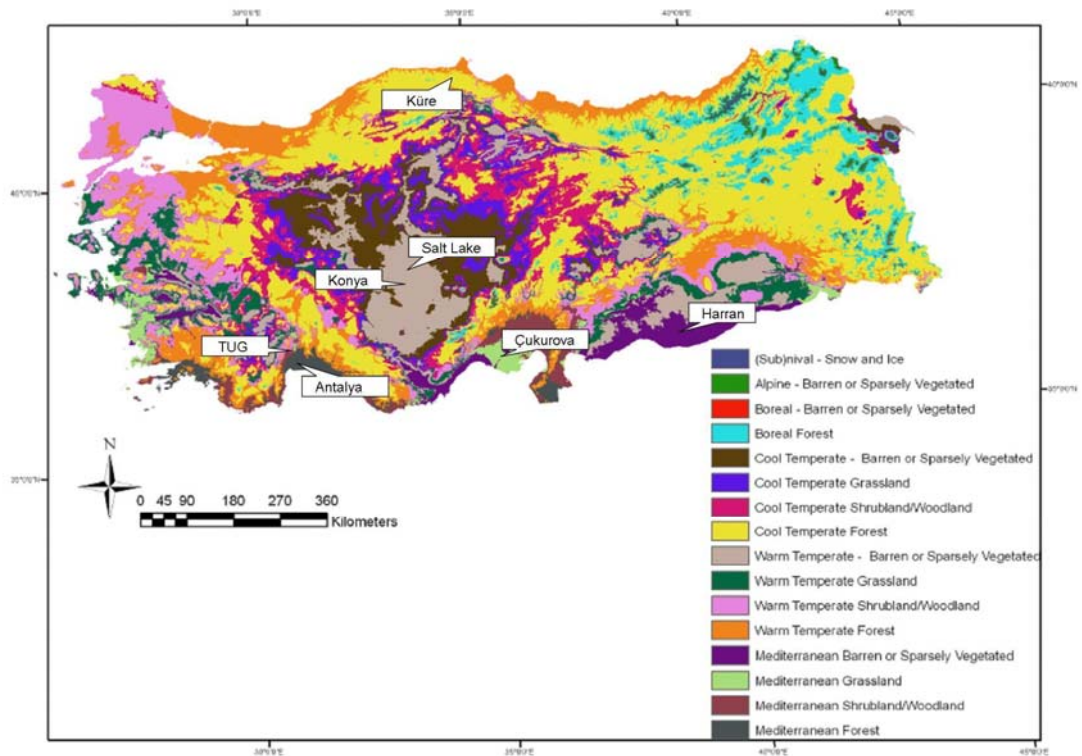 Küre
Salt Lake
Konya
Harran
Çukurova
TUG
Antalya
N
0 45 90 180 270 360
Kilometers
(Sub)nival - Snow and Ice
Alpine - Barren or Sparsely Vegetated
Boreal - Barren or Sparsely Vegetated
Boreal Forest
Cool Temperate - Barren or Sparsely Vegetated
Cool Temperate Grassland
Cool Temperate Shrubland/Woodland
Cool Temperate Forest
Warm Temperate - Barren or Sparsely Vegetated
Warm Temperate Grassland
Warm Temperate Shrubland/Woodland
Warm Temperate Forest
Mediterranean Barren or Sparsely Vegetated
Mediterranean Grassland
Mediterranean Shrubland/Woodland
Mediterranean Forest